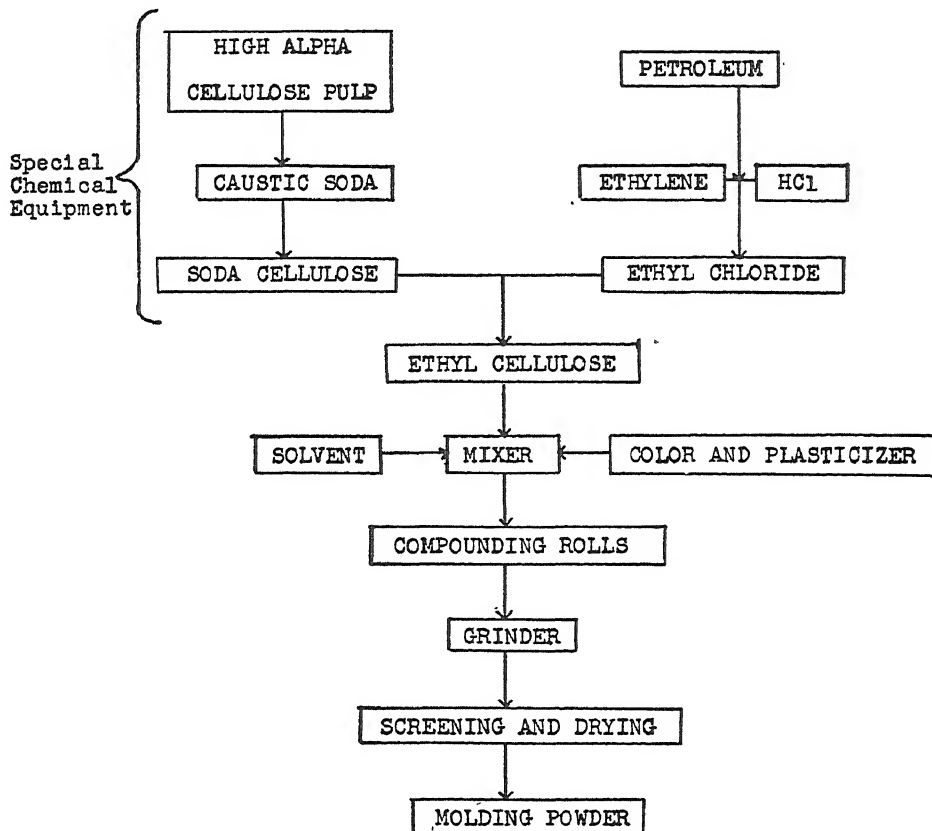 HIGH ALPHA
CELLULOSE PULP
PETROLEUM
Special
Chemical
Equipment
CAUSTIC SODA
ETHYLENE
HCl
SODA CELLULOSE
ETHYL CHLORIDE
ETHYL CELLULOSE
SOLVENT
MIXER
COLOR AND PLASTICIZER
COMPOUNDING ROLLS
GRINDER
SCREENING AND DRYING
MOLDING POWDER